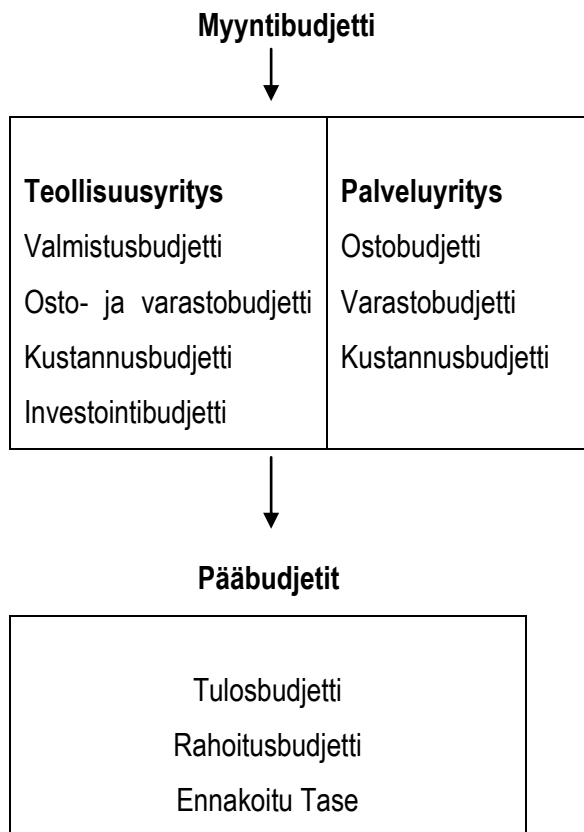 Myyntibudjetti
Teollisuusyritys
Valmistusbudjetti
Osto- ja varastobudjetti
Kustannusbudjetti
Investointibudjetti
Palveluyritys
Ostobudjetti
Varastobudjetti
Kustannusbudjetti
Pääbudjetit
Tulosbudjetti
Rahoitusbudjetti
Ennakoitu Tase